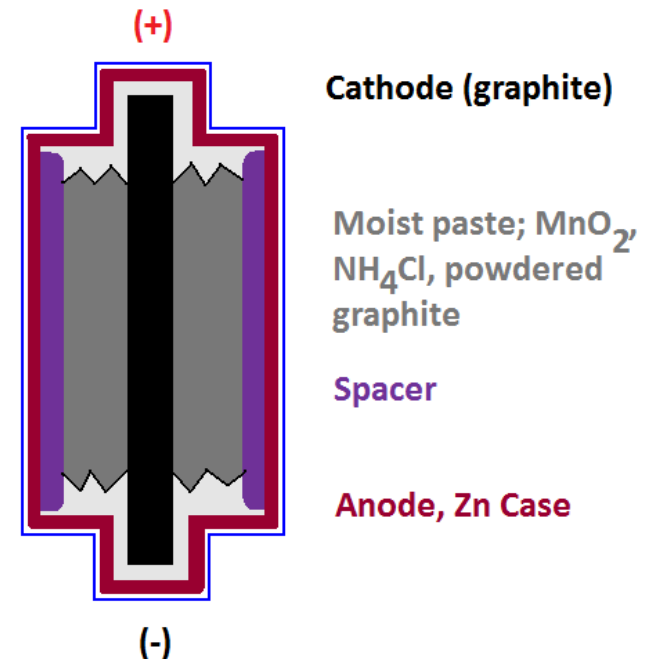 (+)
Cathode (graphite)
Moist paste; MnO2,
NH4Cl, powdered
graphite
Spacer
Anode, Zn Case
(-)